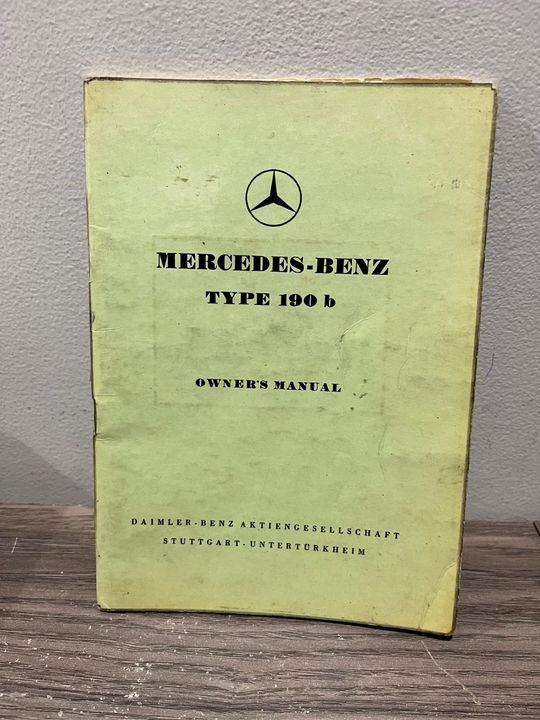 MERCEDES-BENZ
TYPE 190 b
OWNER'S MANUAL
DAIMLER-BENZ AKTIENGESELLSCHAFT
STUTTGART-UNTERTÜRKHEIM